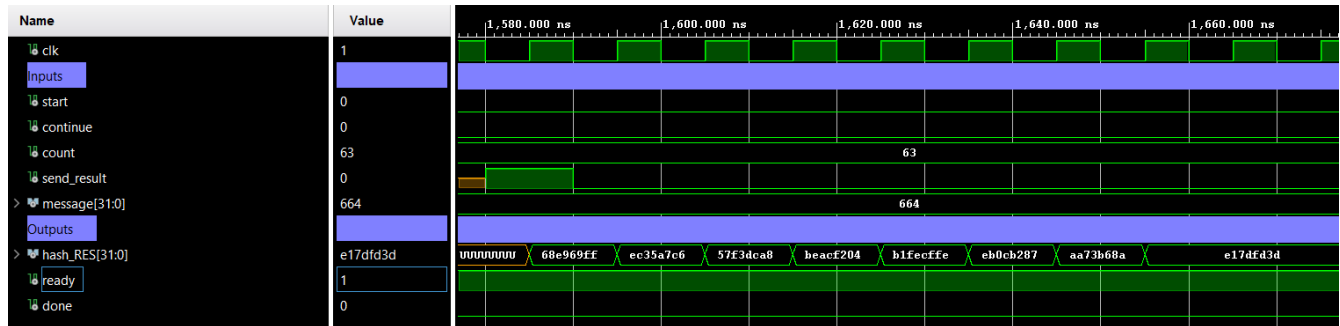 Name Value 1,580.000 ns 1,600.000 ns 1,620.000 ns 1,640.000 ns 1,660.000 ns
clk 1
Inputs
start 0
continue 0
count 63 63
send_result 0
message[31:0] 664 664
Outputs
hash_RES[31:0] e17dfd3d UUUUUUUU 68e969ff ec35a7c6 57f3dca8 beacf204 b1fecffe eb0cb287 aa73b68a e17dfd3d
ready 1
done 0